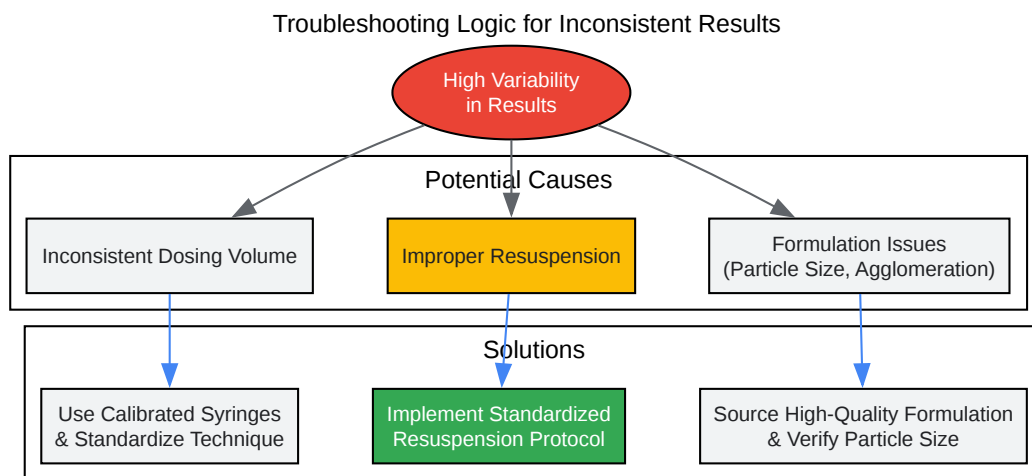 Troubleshooting Logic for Inconsistent Results
High Variability
in Results
Potential Causes
Inconsistent Dosing Volume
Improper Resuspension
Formulation Issues
(Particle Size, Agglomeration)
Solutions
Use Calibrated Syringes
& Standardize Technique
Implement Standardized
Resuspension Protocol
Source High-Quality Formulation
& Verify Particle Size